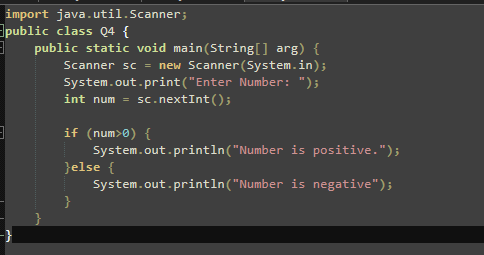 import java.util.Scanner;
public class Q4 {
    public static void main(String[] arg) {
        Scanner sc = new Scanner(System.in);
        System.out.print("Enter Number: ");
        int num = sc.nextInt();

        if (num>0) {
            System.out.println("Number is positive.");
        }else {
            System.out.println("Number is negative");
        }
    }
}